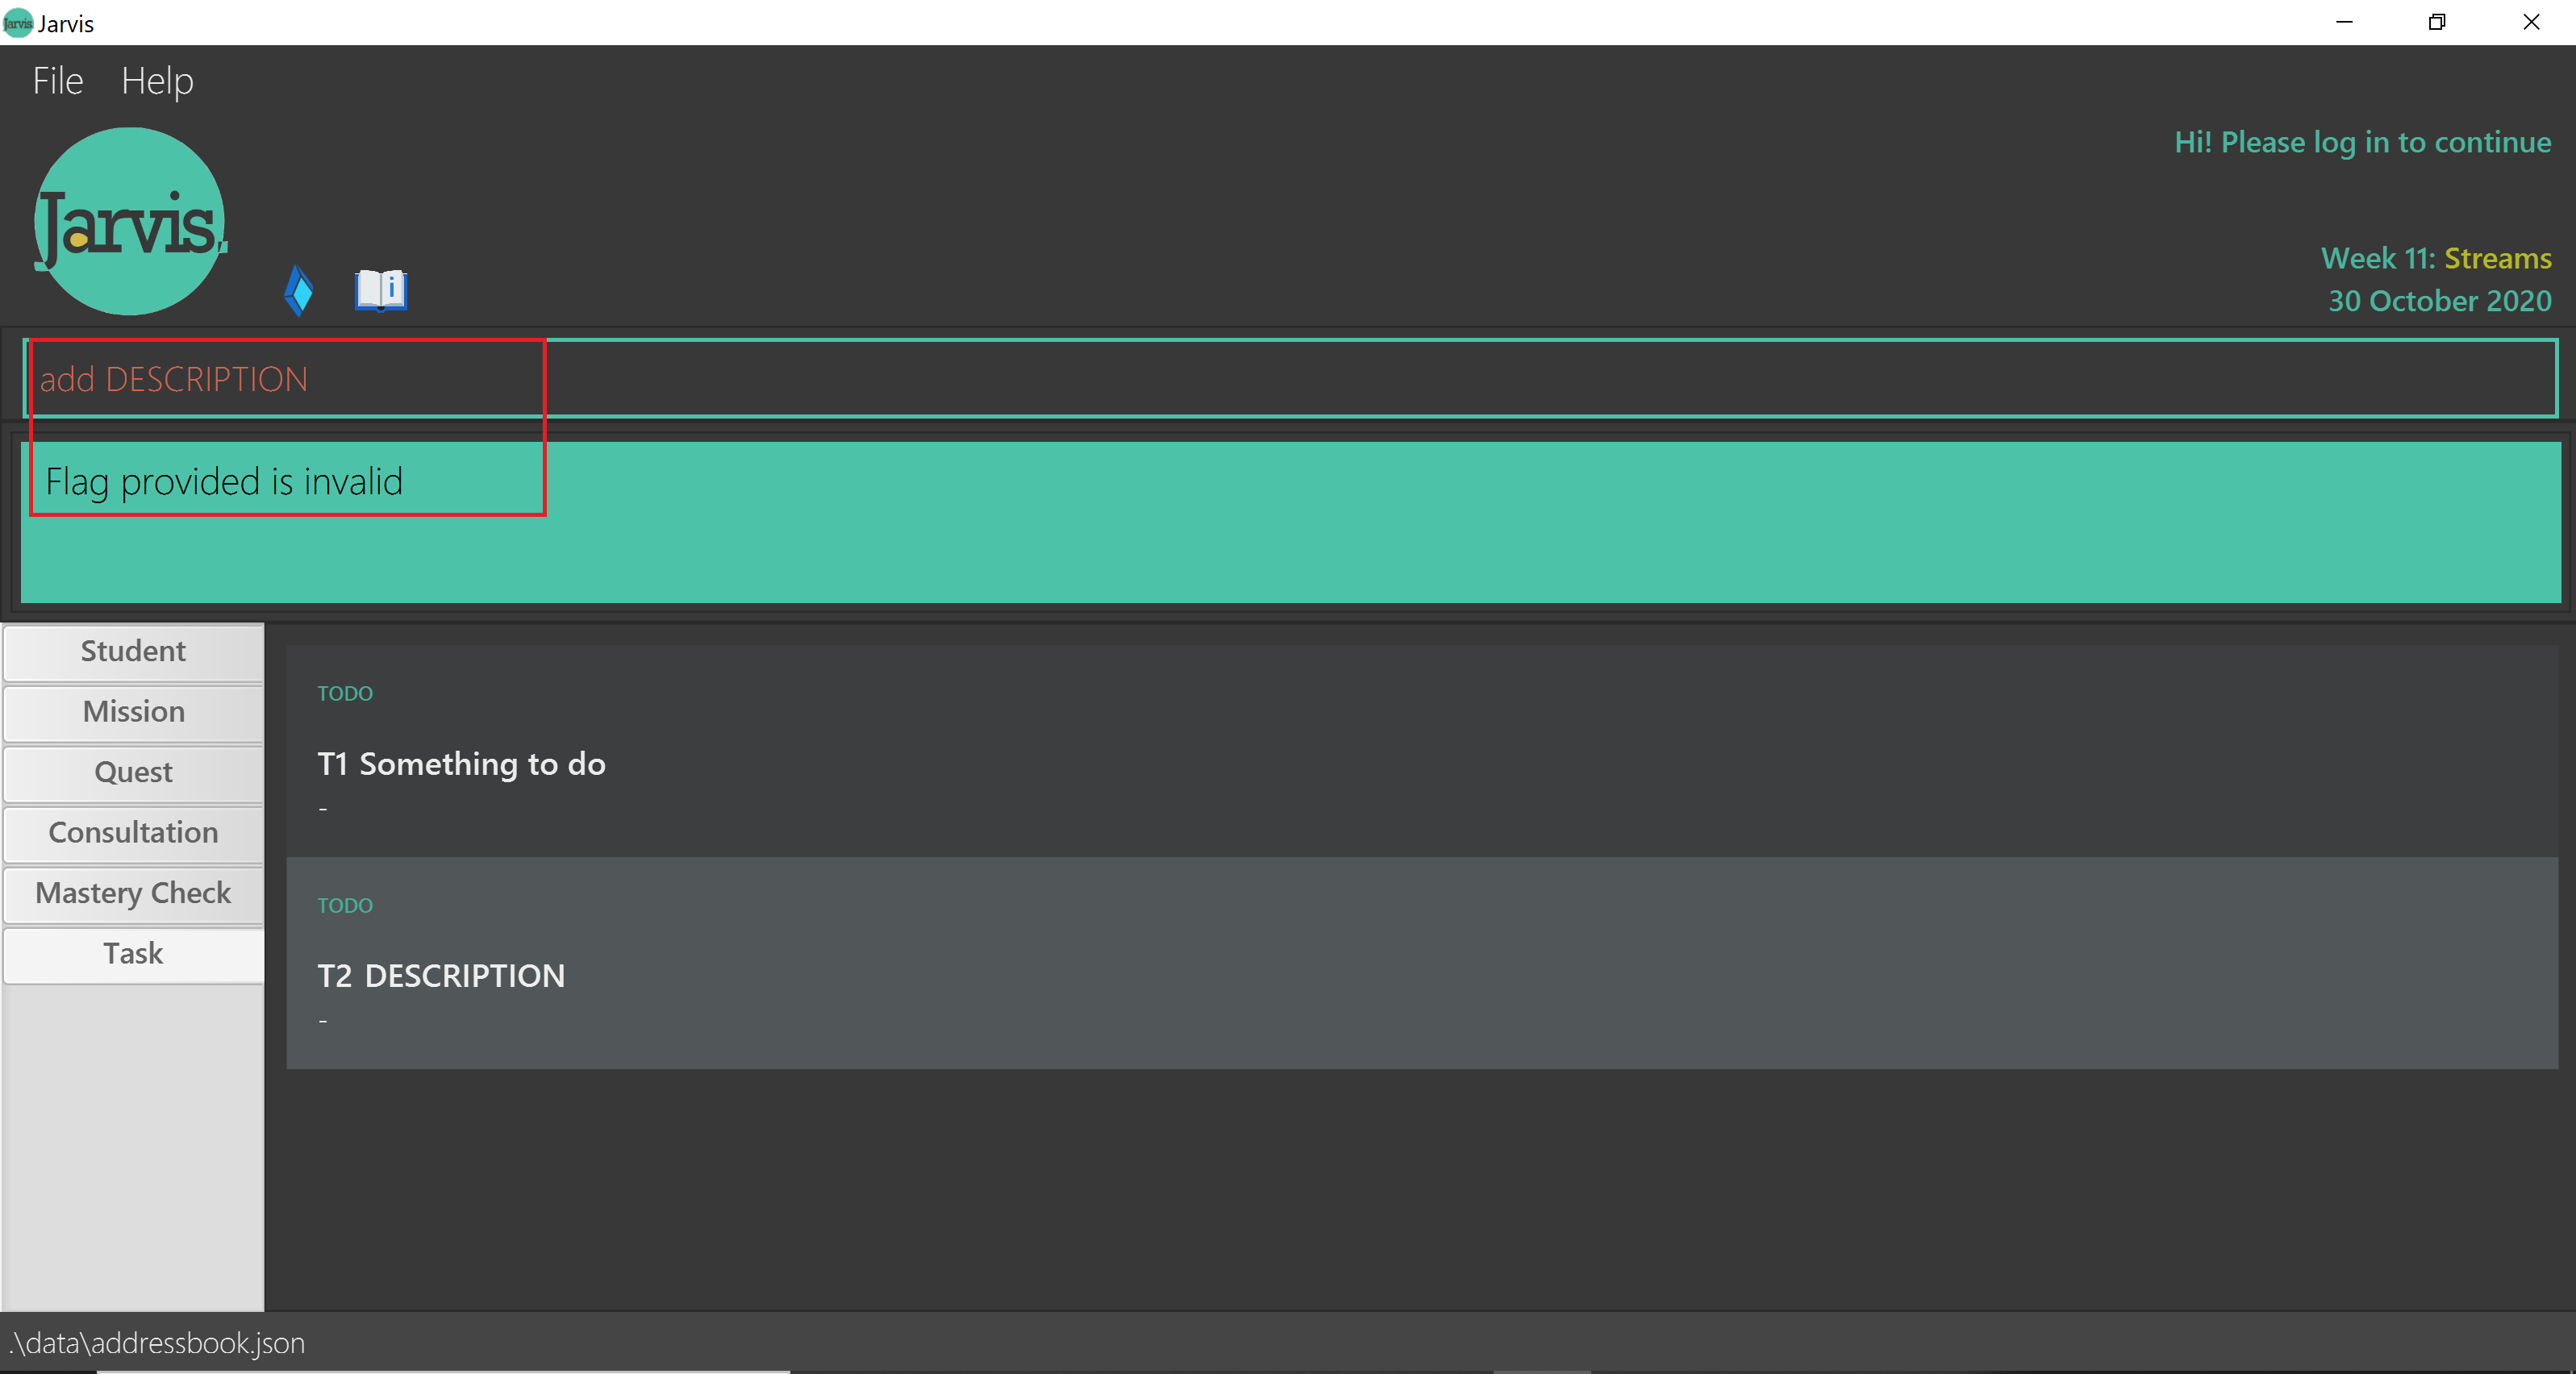 Jarvis
Jarvis
File Help
Hi! Please log in to continue
Jarvis.
Week 11: Streams
30 October 2020
add DESCRIPTION
Flag provided is invalid
Student
Mission
Quest
Consultation
Mastery Check
Task
TODO
T1 Something to do
-
TODO
T2 DESCRIPTION
-
.\data\addressbook.json